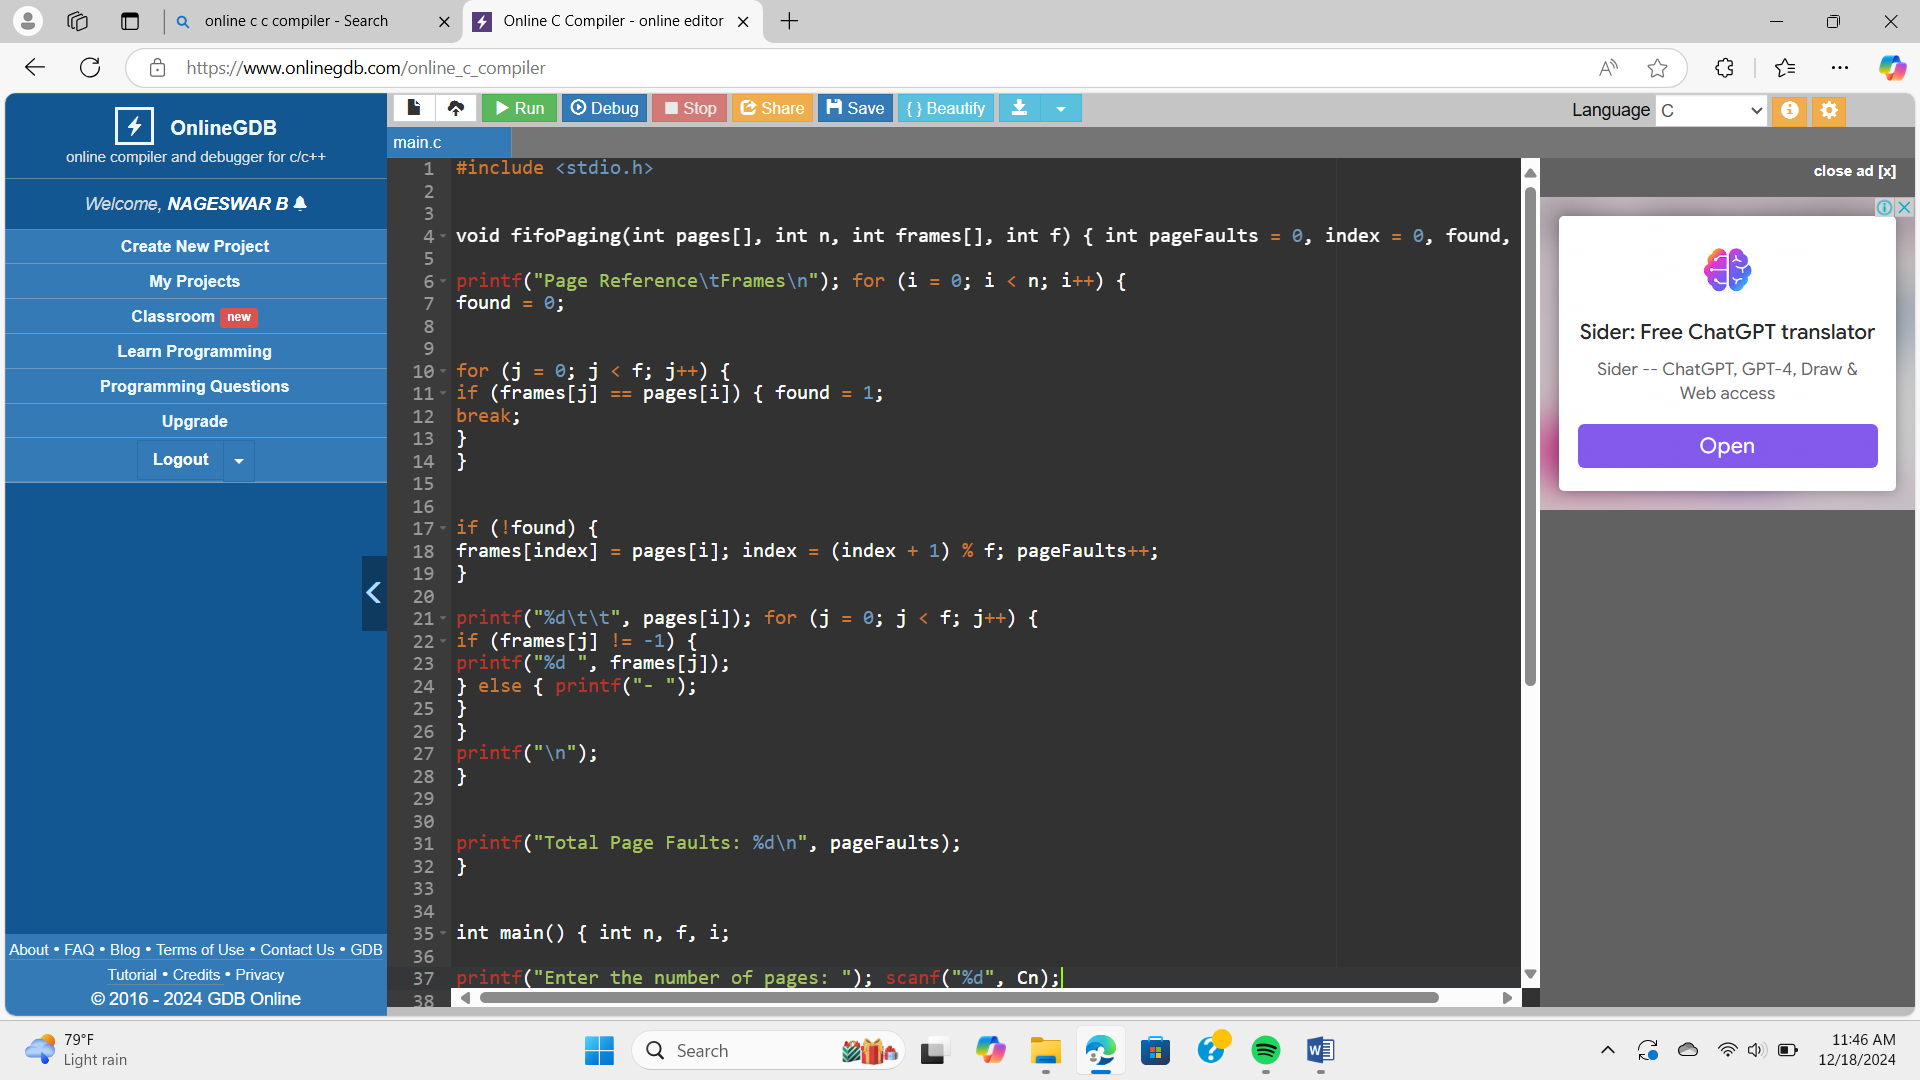 online c c compiler - Search
Online C Compiler - online editor
https://www.onlinegdb.com/online_c_compiler
OnlineGDB
online compiler and debugger for c/c++
Welcome, NAGESWAR B
Create New Project
My Projects
Classroom new
Learn Programming
Programming Questions
Upgrade
Logout
About • FAQ • Blog • Terms of Use • Contact Us • GDB
Tutorial • Credits • Privacy
© 2016 - 2024 GDB Online
Run Debug Stop Share Save { } Beautify
Language C
main.c
1 #include <stdio.h>
2
3
4 void fifoPaging(int pages[], int n, int frames[], int f) { int pageFaults = 0, index = 0, found,
5
6 printf("Page Reference\tFrames\n"); for (i = 0; i < n; i++) {
7 found = 0;
8
9
10 for (j = 0; j < f; j++) {
11 if (frames[j] == pages[i]) { found = 1;
12 break;
13 }
14 }
15
16
17 if (!found) {
18 frames[index] = pages[i]; index = (index + 1) % f; pageFaults++;
19 }
20
21 printf("%d\t\t", pages[i]); for (j = 0; j < f; j++) {
22 if (frames[j] != -1) {
23 printf("%d ", frames[j]);
24 } else { printf("- ");
25 }
26 }
27 printf("\n");
28 }
29
30
31 printf("Total Page Faults: %d\n", pageFaults);
32 }
33
34
35 int main() { int n, f, i;
36
37 printf("Enter the number of pages: "); scanf("%d", Cn);
38
close ad [x]
Sider: Free ChatGPT translator
Sider -- ChatGPT, GPT-4, Draw &
Web access
Open
79°F
Light rain
Search
11:46 AM
12/18/2024